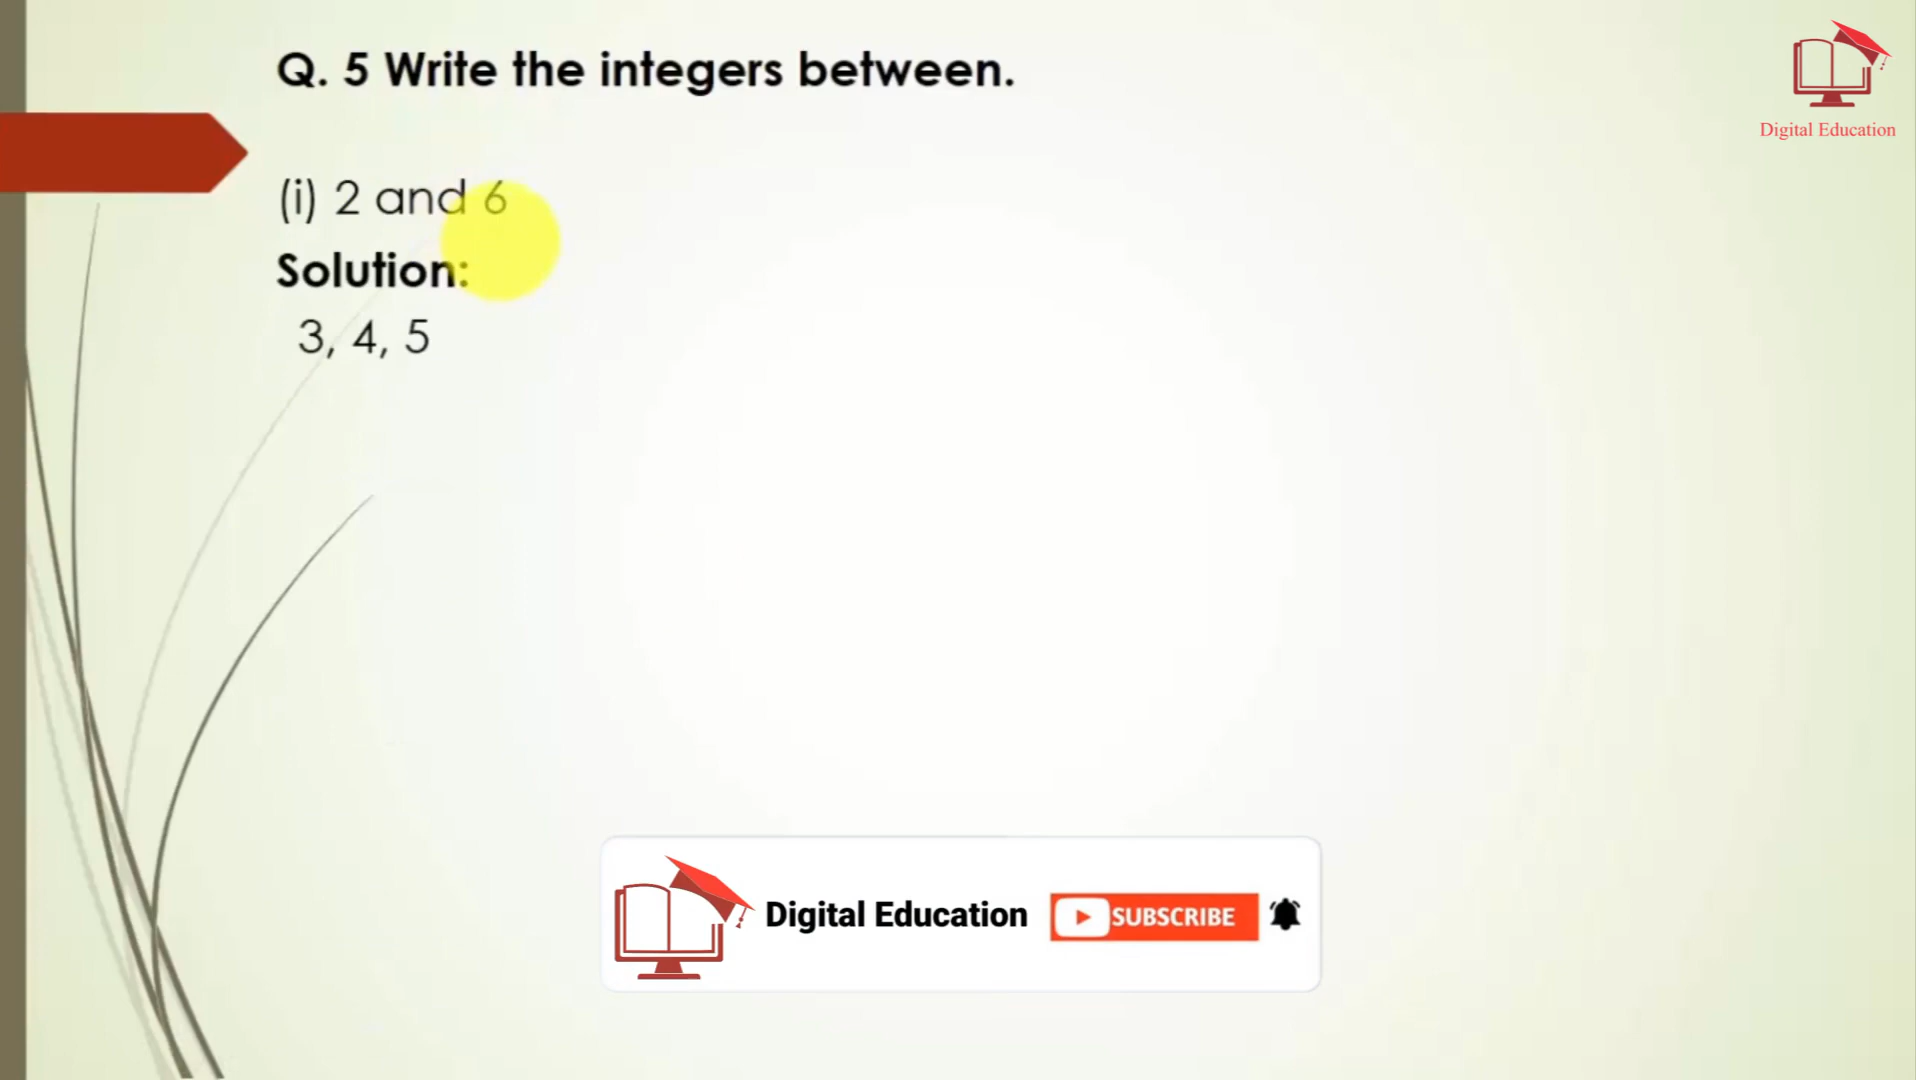 Q. 5 Write the integers between.
Digital Education
(i) 2 and 6
Solution:
3, 4, 5
Digital Education
SUBSCRIBE